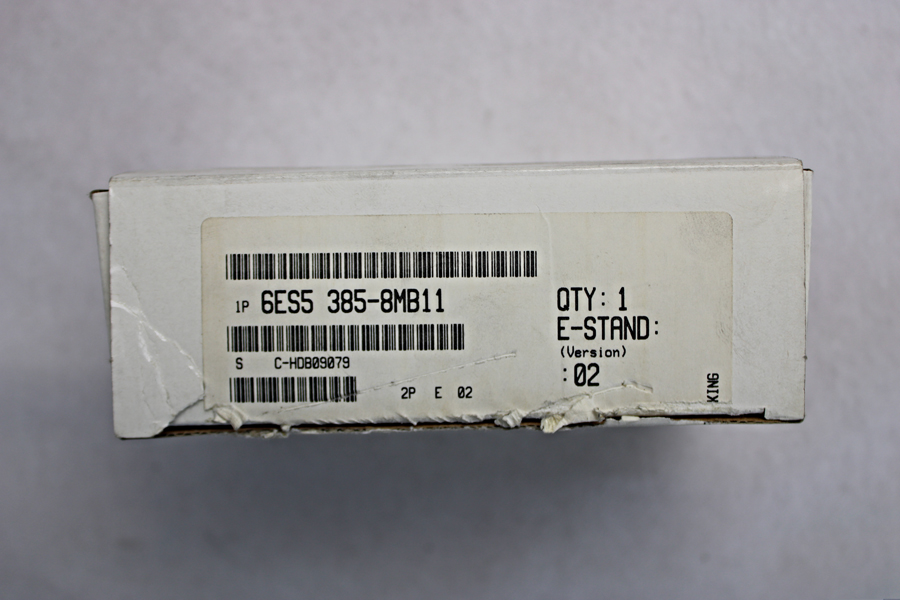 1P 6ES5 385-8MB11
S C-HDB09079
2P E 02
QTY: 1
E-STAND:
(Version)
:02
KING